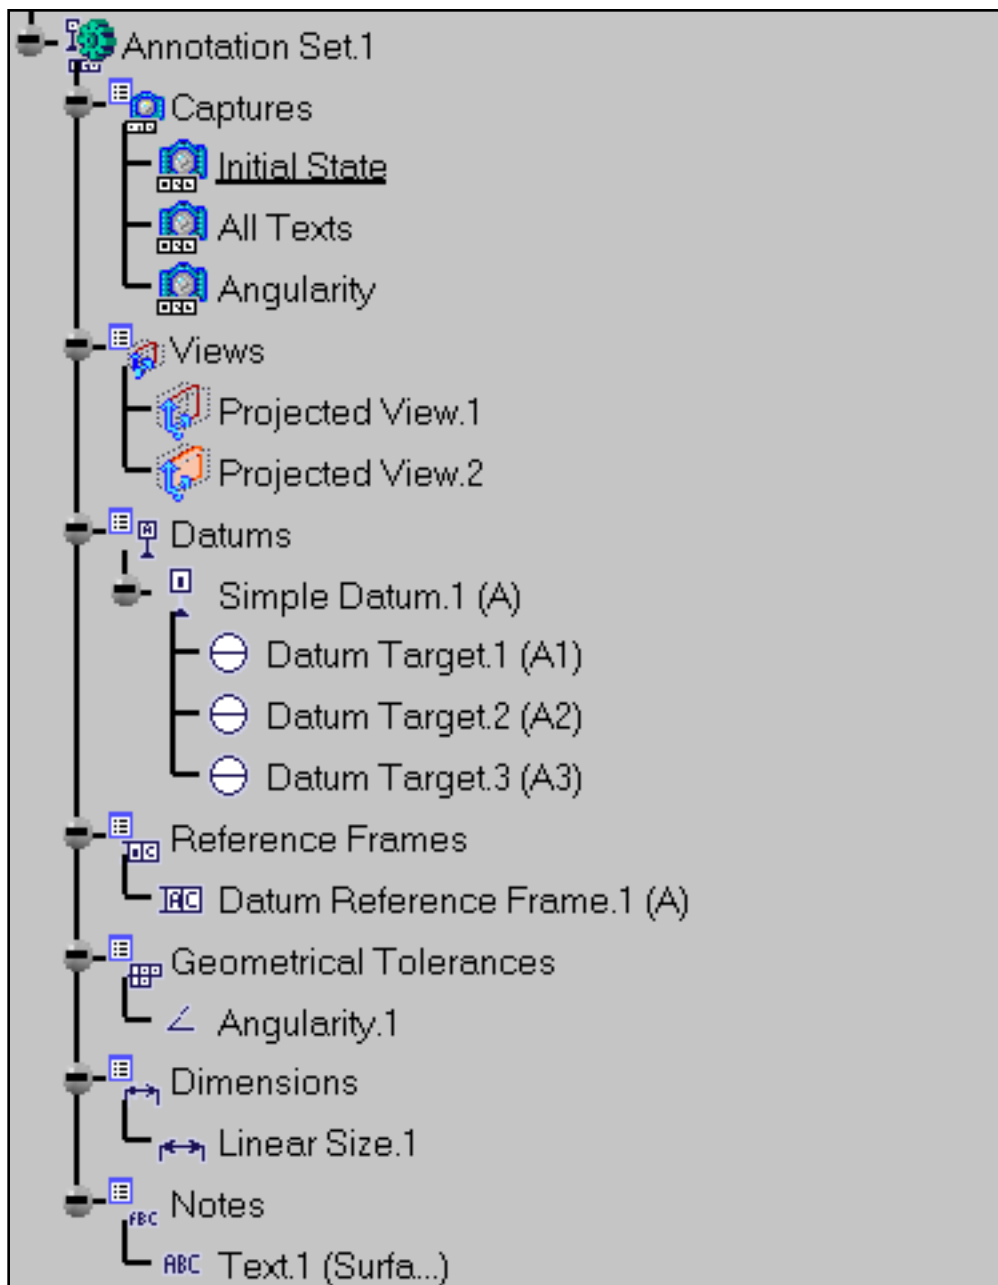 Annotation Set.1
Captures
Initial State
All Texts
Angularity
Views
Projected View.1
Projected View.2
Datums
Simple Datum.1 (A)
Datum Target.1 (A1)
Datum Target.2 (A2)
Datum Target.3 (A3)
Reference Frames
Datum Reference Frame.1 (A)
Geometrical Tolerances
Angularity.1
Dimensions
Linear Size.1
Notes
ABC Text.1 (Surfa...)